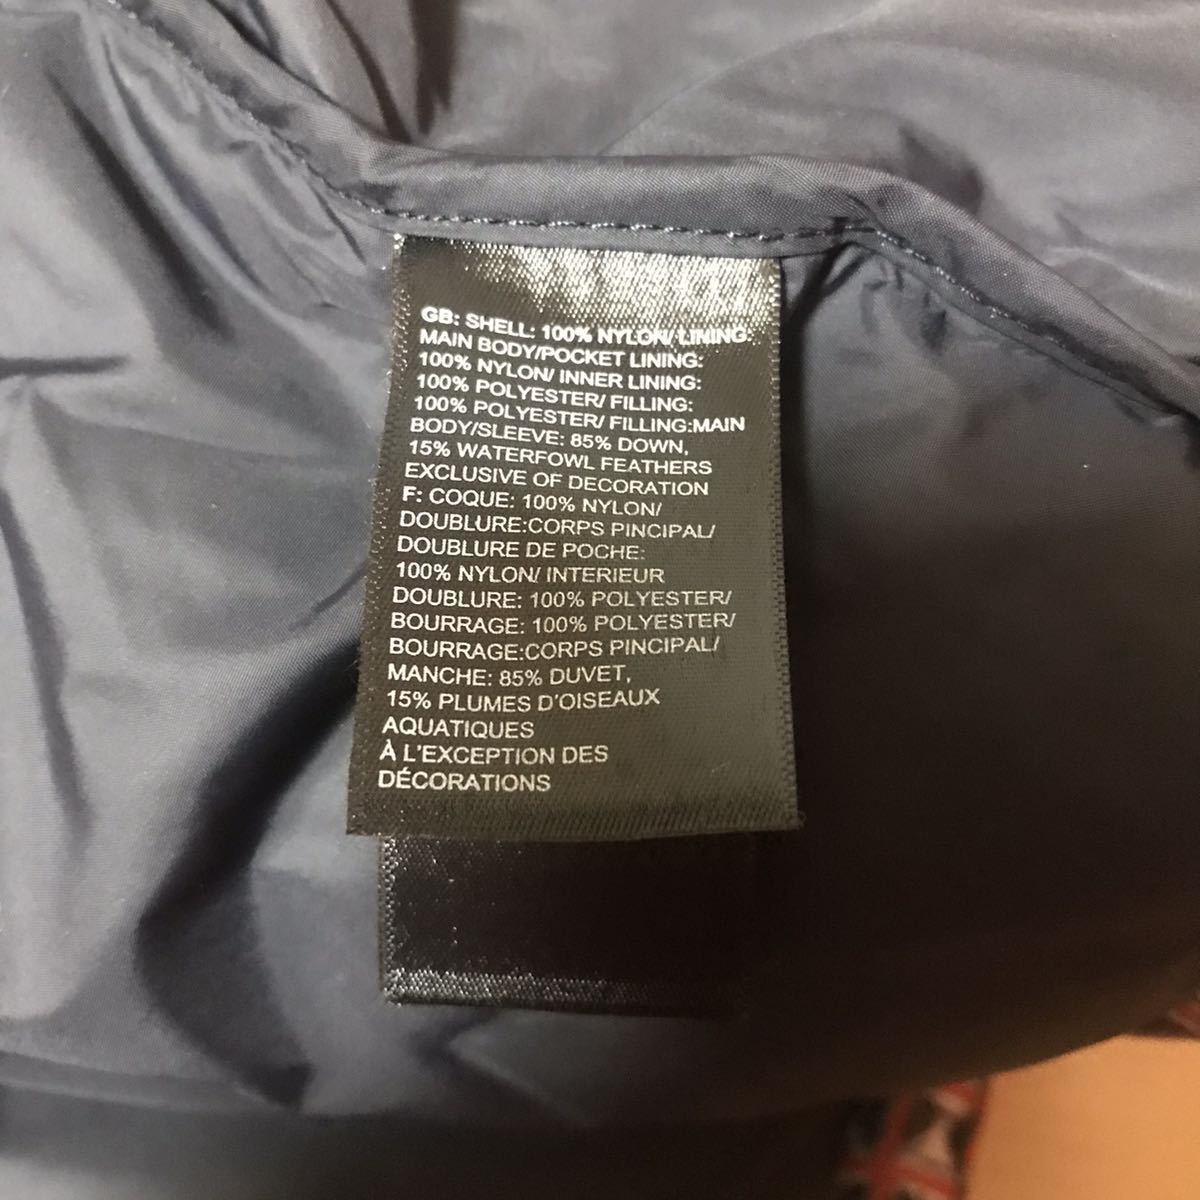 GB: SHELL: 100% NYLON/ LINING:
MAIN BODY/POCKET LINING:
100% NYLON/ INNER LINING:
100% POLYESTER/ FILLING:
100% POLYESTER/ FILLING:MAIN
BODY/SLEEVE: 85% DOWN,
15% WATERFOWL FEATHERS
EXCLUSIVE OF DECORATION
F: COQUE: 100% NYLON/
DOUBLURE:CORPS PINCIPAL/
DOUBLURE DE POCHE:
100% NYLON/ INTERIEUR
DOUBLURE: 100% POLYESTER/
BOURRAGE: 100% POLYESTER/
BOURRAGE:CORPS PINCIPAL/
MANCHE: 85% DUVET,
15% PLUMES D'OISEAUX
AQUATIQUES
À L'EXCEPTION DES
DÉCORATIONS